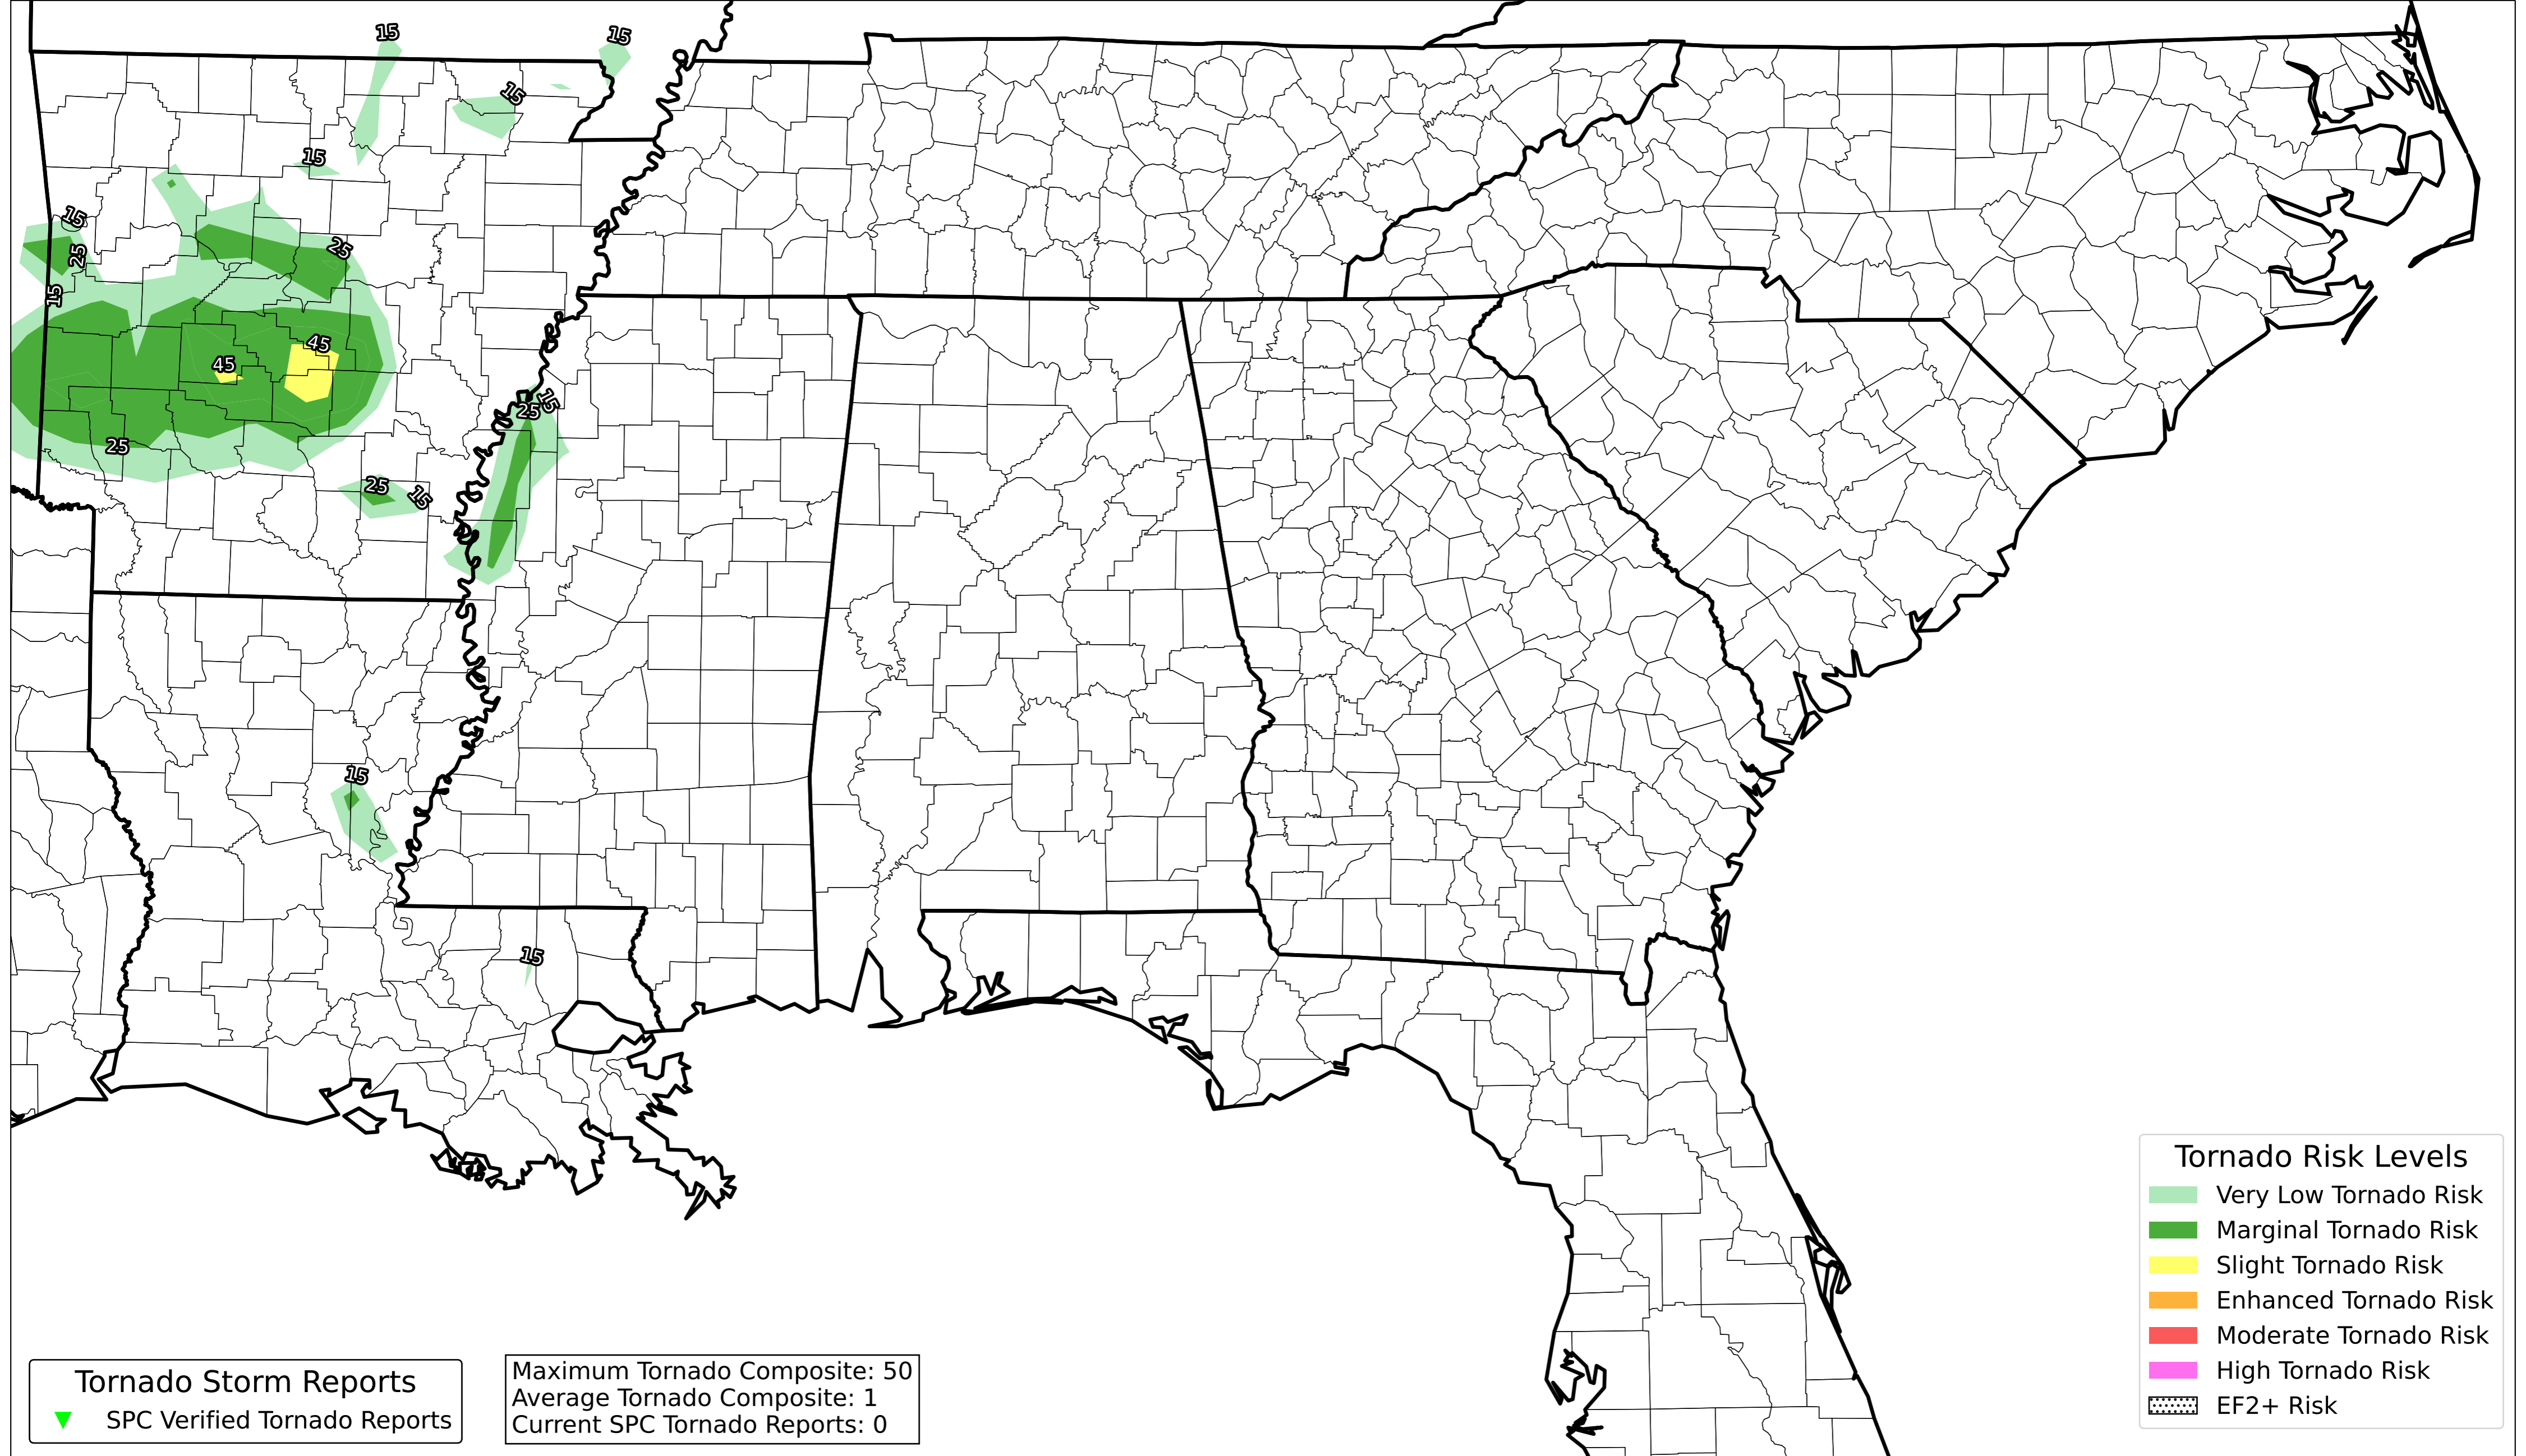 15
15
15
15
15
25
25
15
45
45
15
25
25
25
15
15
15
Tornado Risk Levels
Very Low Tornado Risk
Marginal Tornado Risk
Slight Tornado Risk
Enhanced Tornado Risk
Moderate Tornado Risk
High Tornado Risk
EF2+ Risk
Tornado Storm Reports
SPC Verified Tornado Reports
Maximum Tornado Composite: 50
Average Tornado Composite: 1
Current SPC Tornado Reports: 0